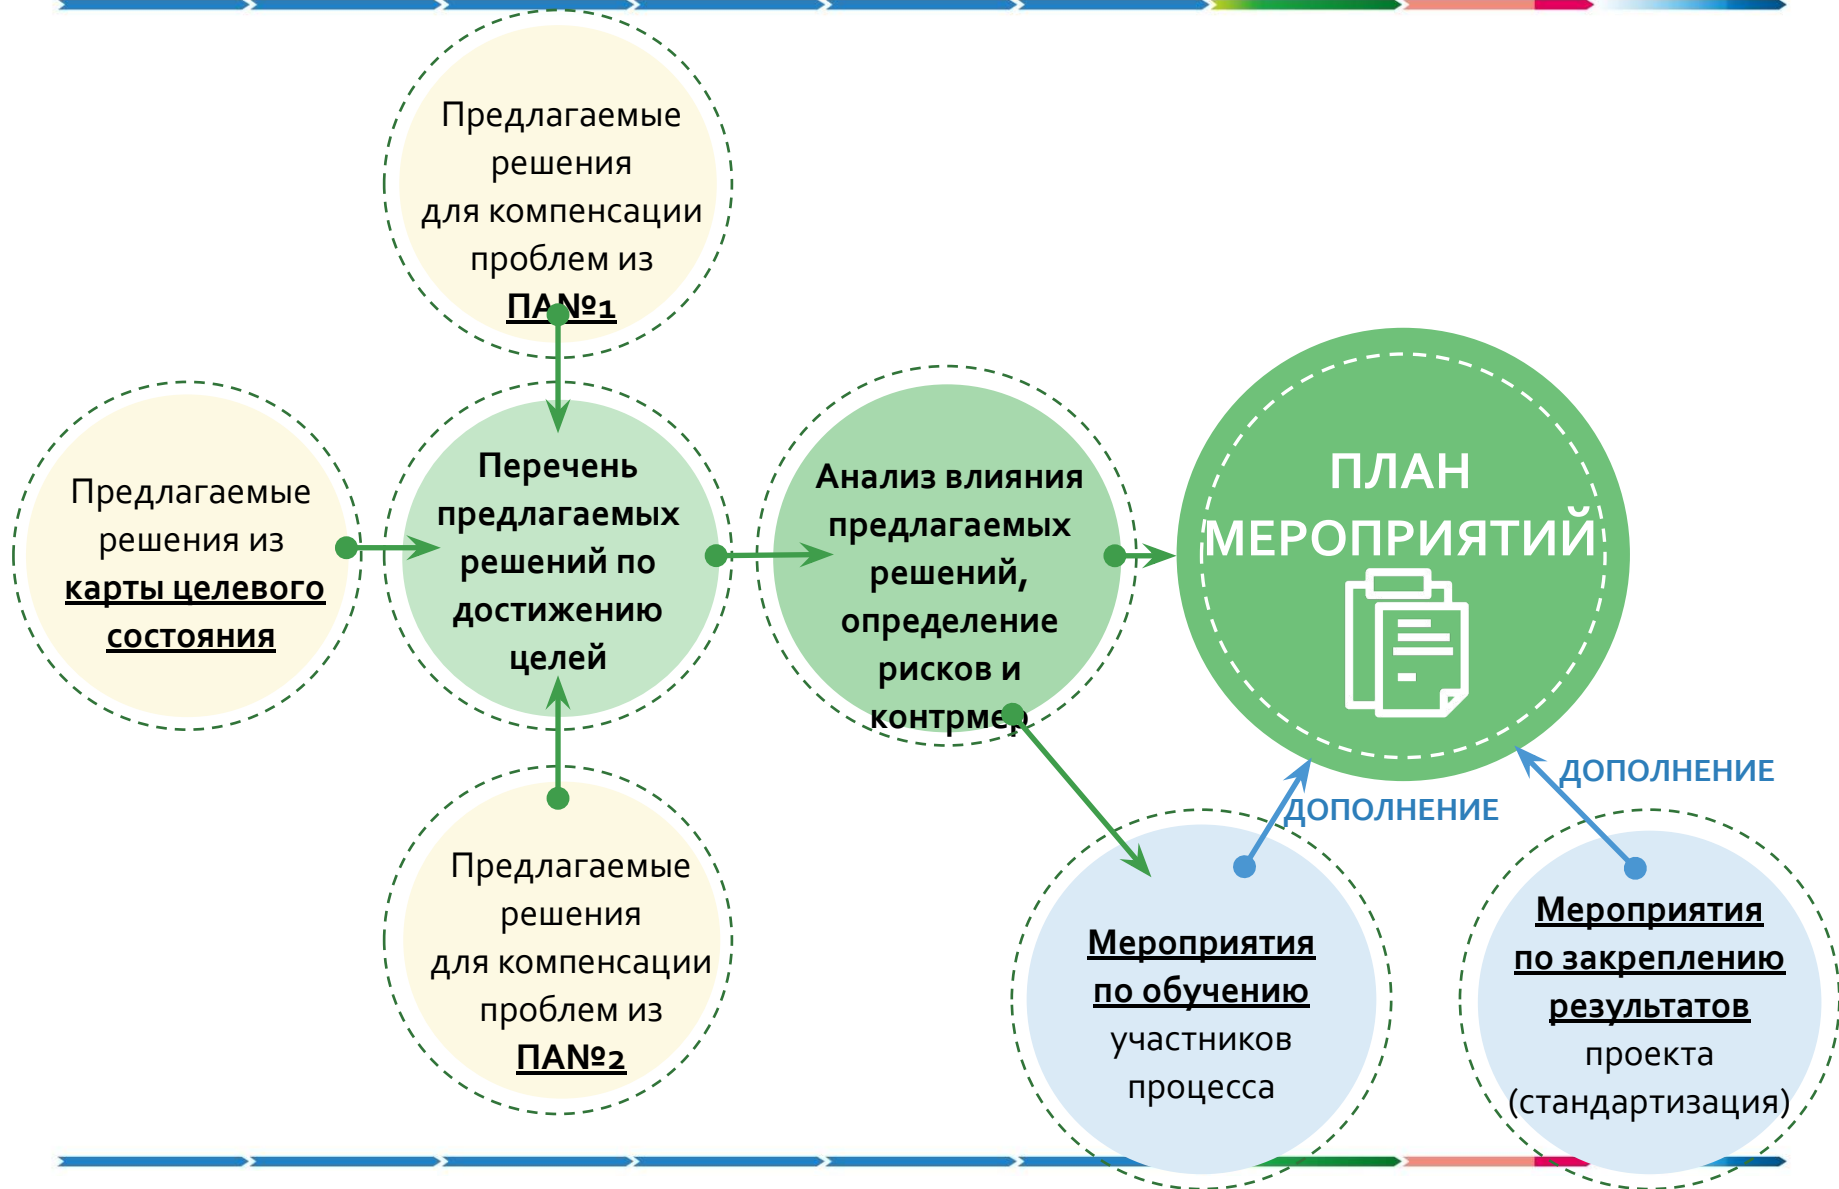 Предлагаемые
решения
для компенсации
проблем из
ПА№1
Предлагаемые
решения из
карты целевого
состояния
Перечень
предлагаемых
решений по
достижению
целей
Анализ влияния
предлагаемых
решений,
определение
рисков и
контрмер
ПЛАН
МЕРОПРИЯТИЙ
Предлагаемые
решения
для компенсации
проблем из
ПА№2
ДОПОЛНЕНИЕ
ДОПОЛНЕНИЕ
Мероприятия
по обучению
участников
процесса
Мероприятия
по закреплению
результатов
проекта
(стандартизация)